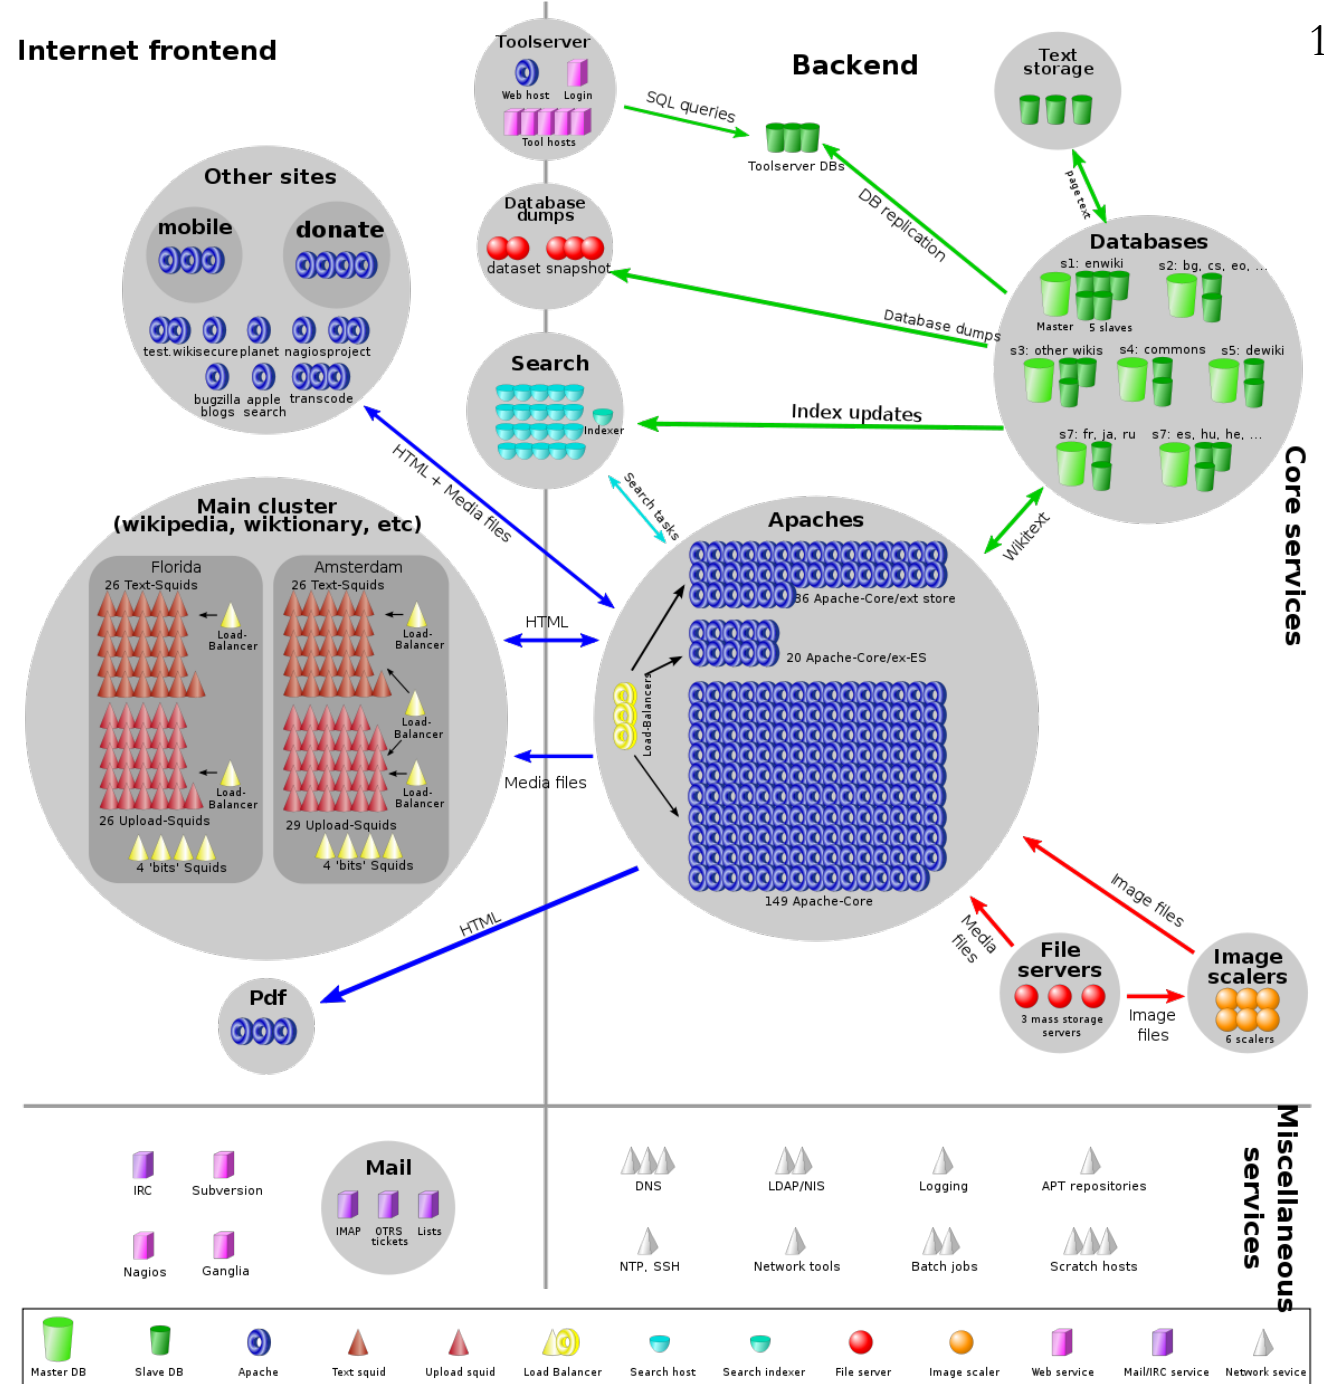 Internet frontend
Backend
1
Toolserver
Web host
Login
Tool hosts
SQL queries
Toolserver DBs
Text
storage
page text
DB replication
Other sites
mobile
donate
test.wiki
secure
planet
nagios
project
bugzilla
blogs
apple
search
transcode
Database
dumps
dataset
snapshot
Database dumps
Databases
s1: enwiki
s2: bg, cs, eo, ...
Master
5 slaves
s3: other wikis
s4: commons
s5: dewiki
s7: fr, ja, ru
s7: es, hu, he, ...
Search
Indexer
Index updates
Search tasks
Wikitext
Core services
HTML + Media files
Main cluster
(wikipedia, wiktionary, etc)
Florida
26 Text-Squids
Load-
Balancer
Load-
Balancer
26 Upload-Squids
4 'bits' Squids
Amsterdam
26 Text-Squids
Load-
Balancer
Load-
Balancer
Load-
Balancer
29 Upload-Squids
4 'bits' Squids
HTML
Media files
HTML
Apaches
86 Apache-Core/ext store
20 Apache-Core/ex-ES
Load-Balancers
149 Apache-Core
Pdf
Media
files
Image files
File
servers
3 mass storage
servers
Image
files
Image
scalers
6 scalers
Miscellaneous
services
IRC
Subversion
Nagios
Ganglia
Mail
IMAP
OTRS
tickets
Lists
DNS
LDAP/NIS
Logging
APT repositories
NTP, SSH
Network tools
Batch jobs
Scratch hosts
Master DB
Slave DB
Apache
Text squid
Upload squid
Load Balancer
Search host
Search indexer
File server
Image scaler
Web service
Mail/IRC service
Network sevice